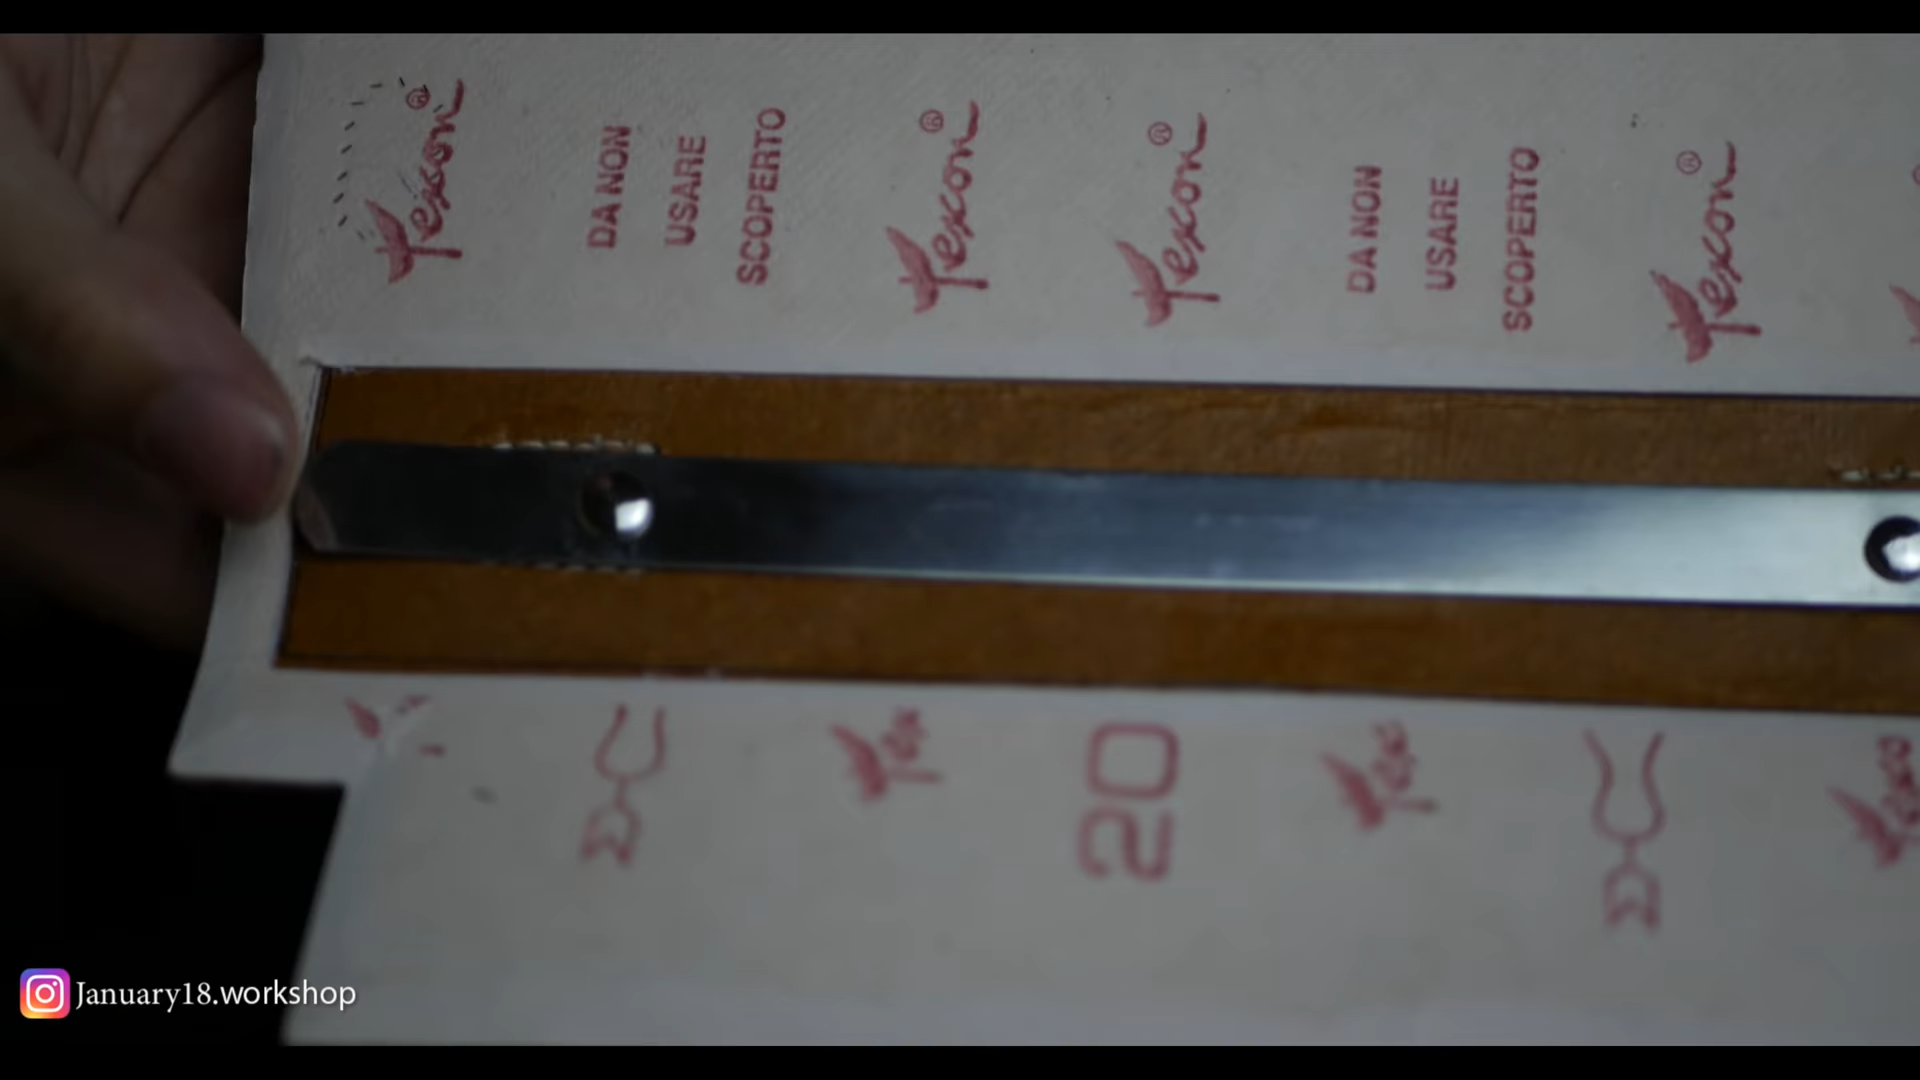 Texon®
DA NON
USARE
SCOPERTO
Texon®
Texon®
DA NON
USARE
SCOPERTO
Texon®
20
January18.workshop